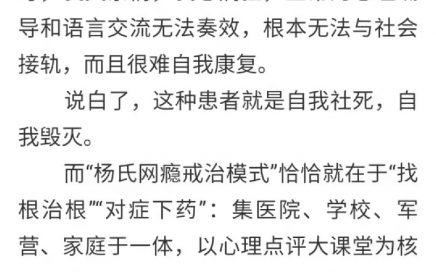 导和语言交流无法奏效，根本无法与社会
接轨，而且很难自我康复。
说白了，这种患者就是自我社死，自
我毁灭。
而“杨氏网瘾戒治模式”恰恰就在于“找
根治根”“对症下药”：集医院、学校、军
营、家庭于一体，以心理点评大课堂为核